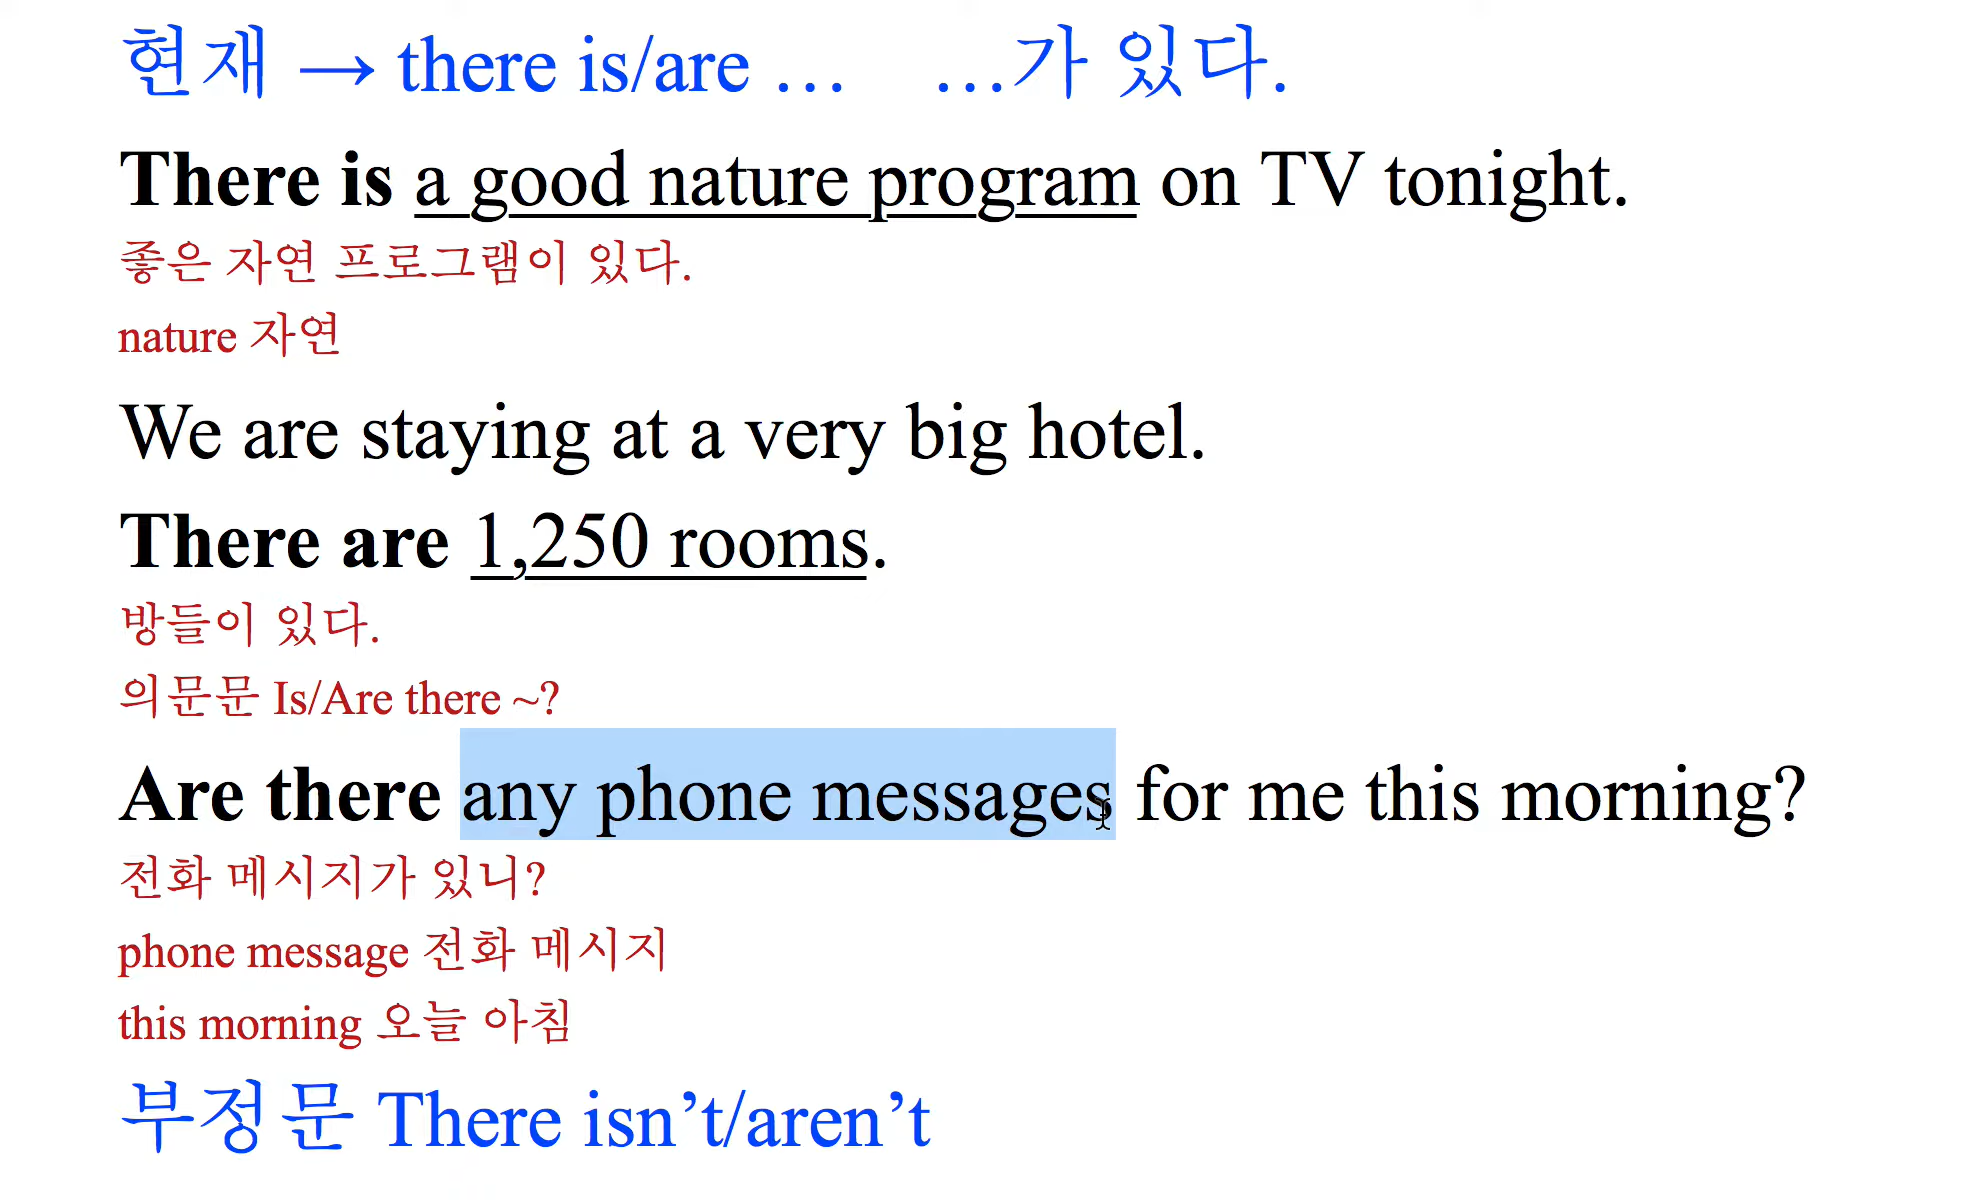 현재 → there is/are … …가 있다.
There is a good nature program on TV tonight.
좋은 자연 프로그램이 있다.
nature 자연
We are staying at a very big hotel.
There are 1,250 rooms.
방들이 있다.
의문문 Is/Are there ~?
Are there any phone messages for me this morning?
전화 메시지가 있니?
phone message 전화 메시지
this morning 오늘 아침
부정문 There isn’t/aren’t